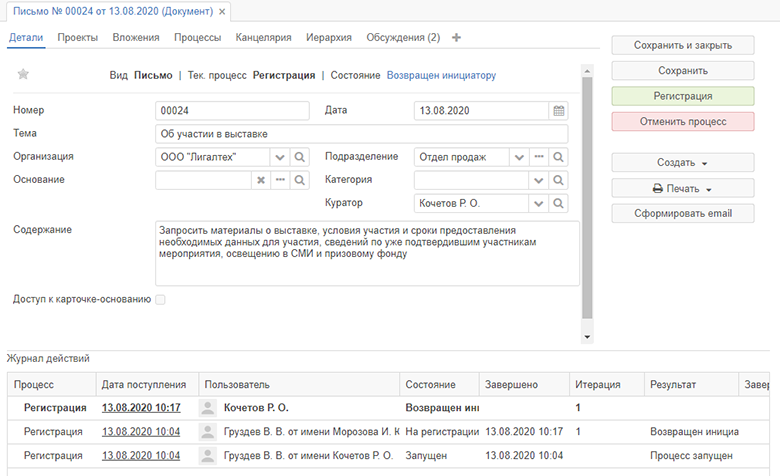 Письмо № 00024 от 13.08.2020 (Документ) ×
Детали Проекты Вложения Процессы Канцелярия Иерархия Обсуждения (2)
Сохранить и закрыть
Сохранить
Регистрация
Отменить процесс
Создать
Печать
Сформировать email
Вид Письмо | Тек. процесс Регистрация | Состояние Возвращен инициатору
Номер 00024 Дата 13.08.2020
Тема Об участии в выставке
Организация ООО "Лигалтех" Подразделение Отдел продаж
Основание Категория
Куратор Кочетов Р. О.
Содержание Запросить материалы о выставке, условия участия и сроки предоставления
необходимых данных для участия, сведений по уже подтвердившим участникам
мероприятия, освещению в СМИ и призовому фонду
Доступ к карточке-основанию
Журнал действий
Процесс Дата поступления Пользователь Состояние Завершено Итерация Результат Завер
Регистрация 13.08.2020 10:17 Кочетов Р. О. Возвращен ини 1
Регистрация 13.08.2020 10:04 Груздев В. В. от имени Морозова И. К На регистрации 13.08.2020 10:17 1 Возвращен инициа
Регистрация 13.08.2020 10:04 Груздев В. В. от имени Кочетов Р. О. Запущен 13.08.2020 10:04 Процесс запущен